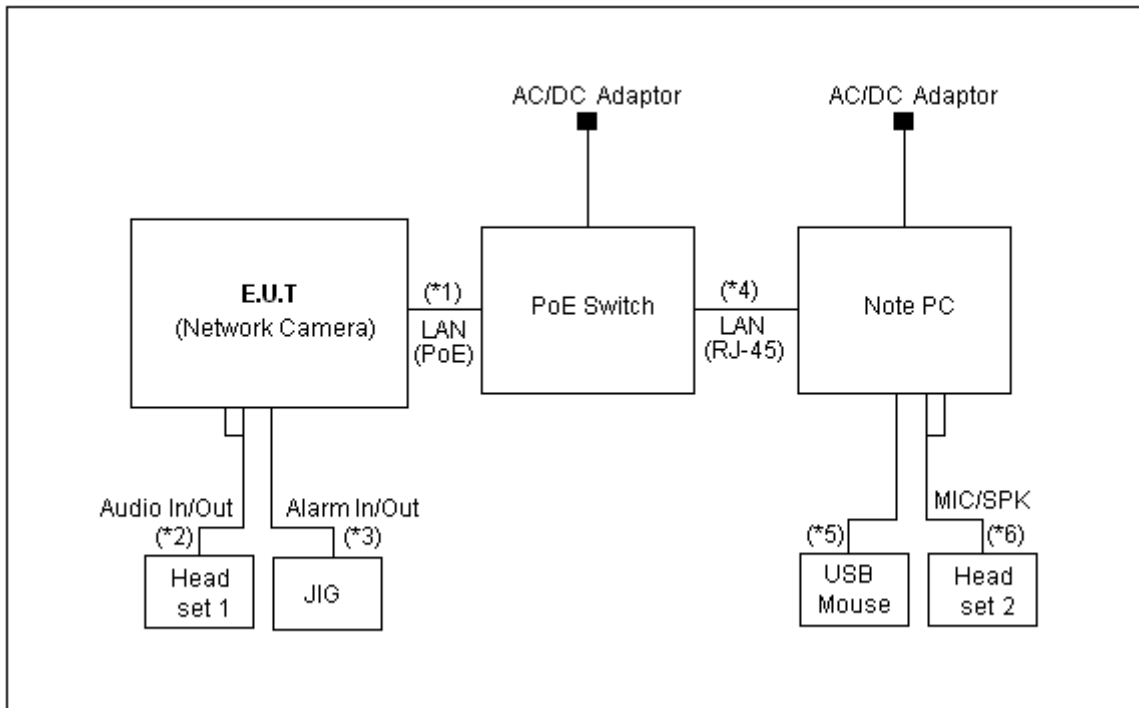 AC/DC Adaptor
AC/DC Adaptor
E.U.T
(Network Camera)
(*1)
LAN
(PoE)
PoE Switch
(*4)
LAN
(RJ-45)
Note PC
Audio In/Out
(*2)
Alarm In/Out
(*3)
MIC/SPK
(*5)
(*6)
Head
set 1
JIG
USB
Mouse
Head
set 2